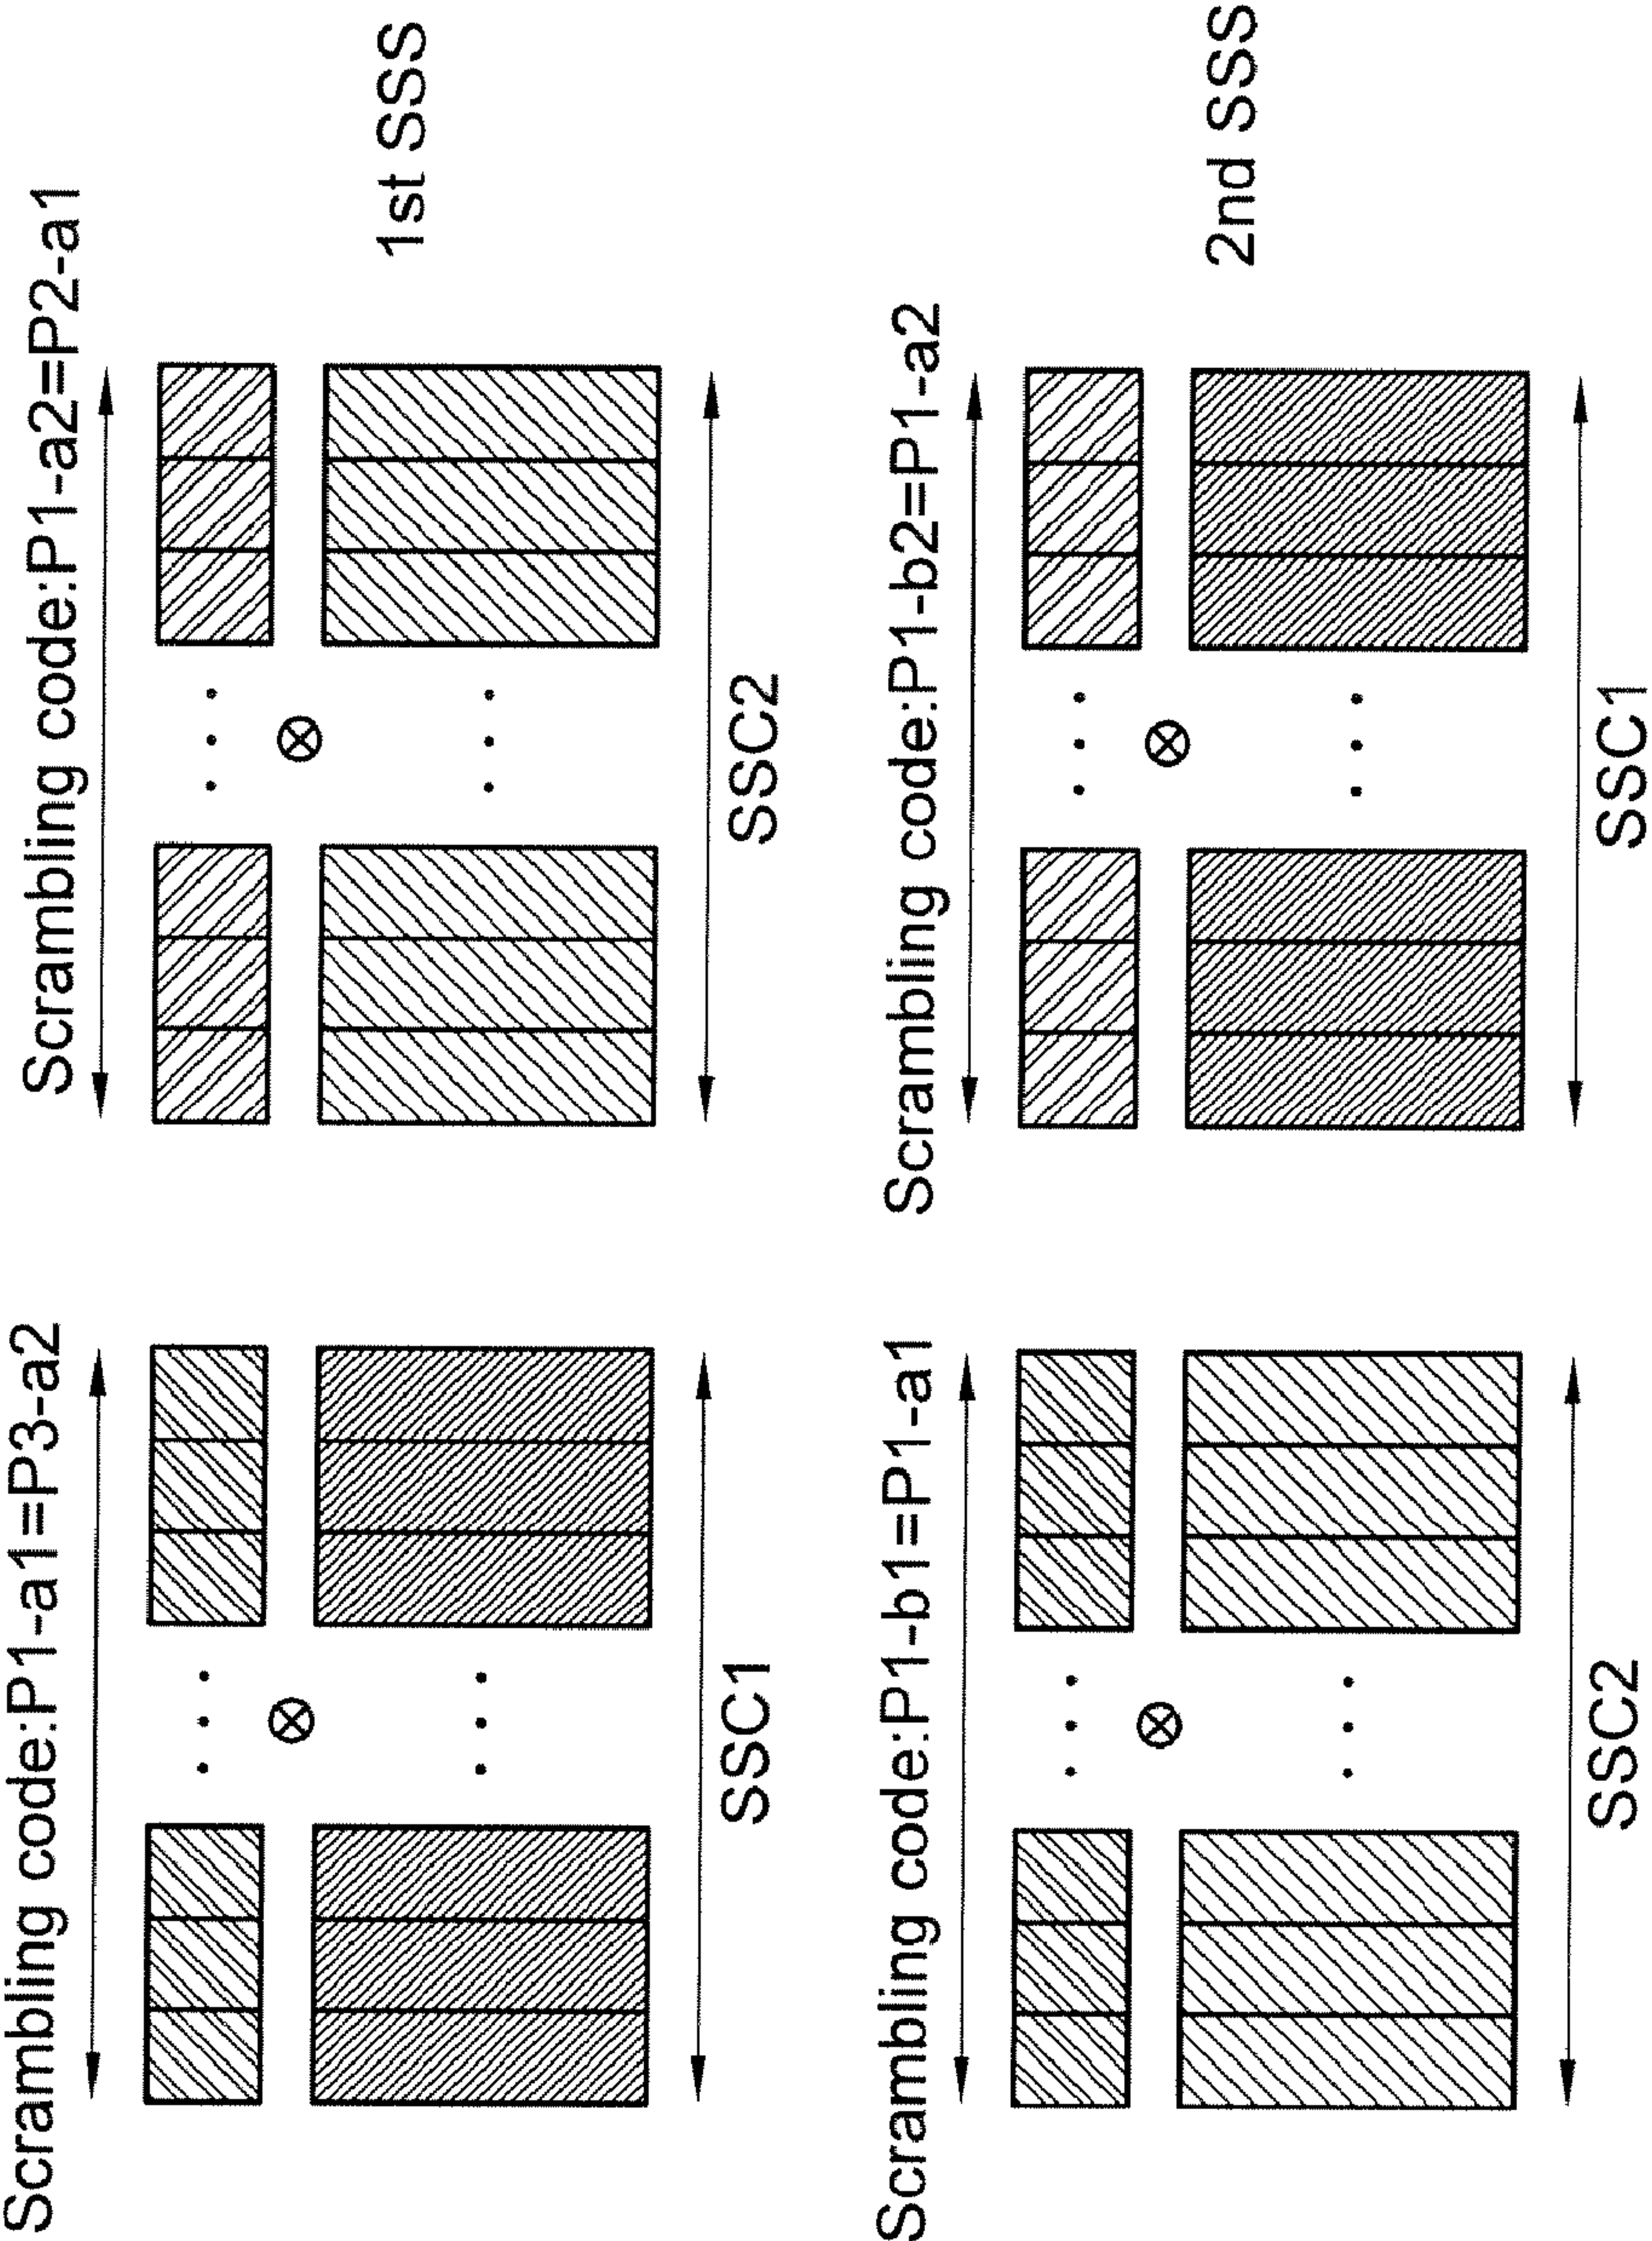 Scrambling code:P1-a1=P3-a2
Scrambling code:P1-a2=P2-a1
1st SSS
SSC1
SSC2
Scrambling code:P1-b1=P1-a1
Scrambling code:P1-b2=P1-a2
2nd SSS
SSC2
SSC1